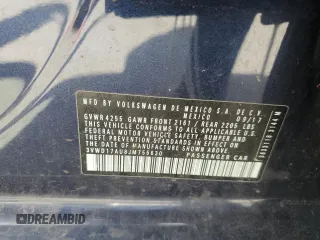 MFD BY VOLKSWAGEN DE MEXICO S.A. DE C.V.
MEXICO 09/17
GVWR 4255 GAWR FRONT 2187 / REAR 2205 LBS
THIS VEHICLE CONFORMS TO ALL APPLICABLE
FEDERAL MOTOR VEHICLE SAFETY, BUMPER AND
THEFT PREVENTION STANDARDS IN EFFECT ON
THE DATE OF MANUFACTURE SHOWN ABOVE
PASSENGER CAR